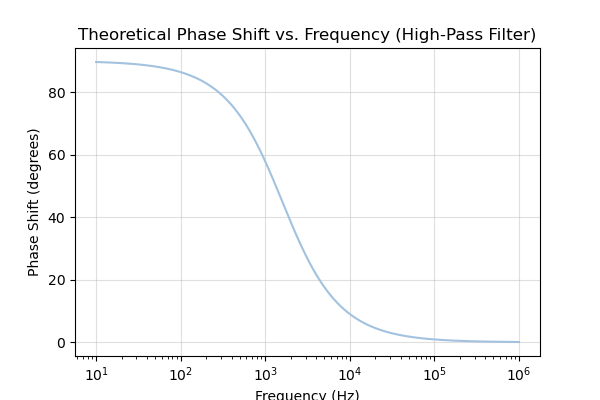 Theoretical Phase Shift vs. Frequency (High-Pass Filter)
Phase Shift (degrees)
80
60
40
20
0
10¹ 10² 10³ 10⁴ 10⁵ 10⁶
Frequency (Hz)